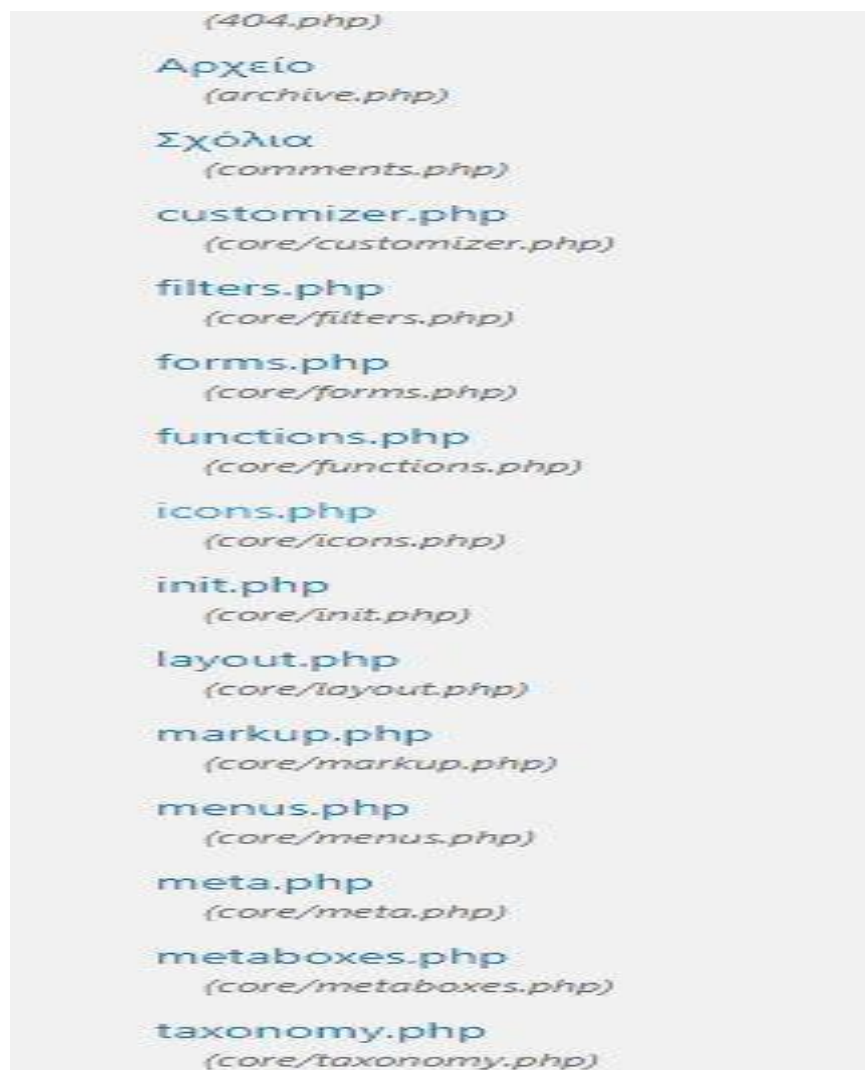 (404.php)
Αρχείο
(archive.php)
Σχόλια
(comments.php)
customizer.php
(core/customizer.php)
filters.php
(core/filters.php)
forms.php
(core/forms.php)
functions.php
(core/functions.php)
icons.php
(core/icons.php)
init.php
(core/init.php)
layout.php
(core/layout.php)
markup.php
(core/markup.php)
menus.php
(core/menus.php)
meta.php
(core/meta.php)
metaboxes.php
(core/metaboxes.php)
taxonomy.php
(core/taxonomy.php)